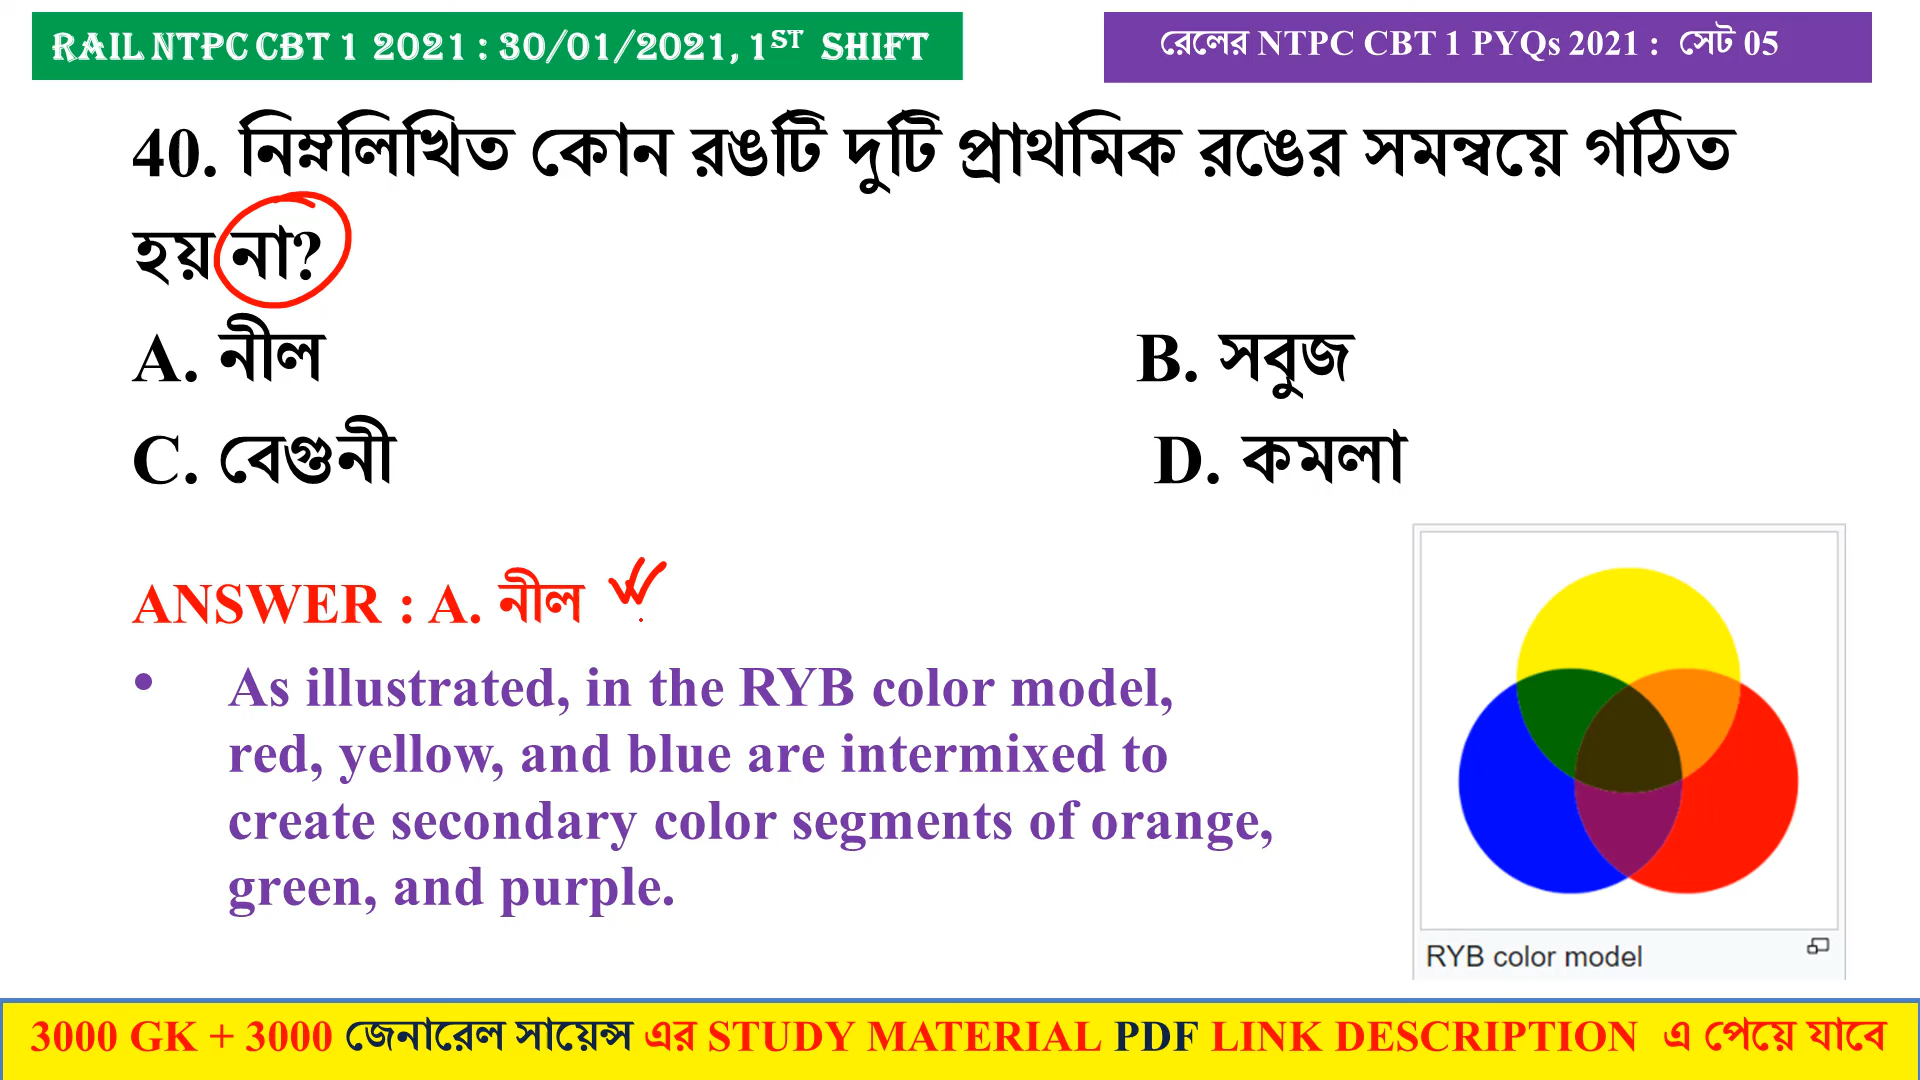 RAIL NTPC CBT 1 2021 : 30/01/2021, 1ST SHIFT
রেলের NTPC CBT 1 PYQs 2021 : সেট 05
40. নিম্নলিখিত কোন রঙটি দুটি প্রাথমিক রঙের সমন্বয়ে গঠিত
হয় না?
A. নীল B. সবুজ
C. বেগুনী D. কমলা
ANSWER : A. নীল
• As illustrated, in the RYB color model,
red, yellow, and blue are intermixed to
create secondary color segments of orange,
green, and purple.
RYB color model
3000 GK + 3000 জেনারেল সায়েন্স এর STUDY MATERIAL PDF LINK DESCRIPTION এ পেয়ে যাবে